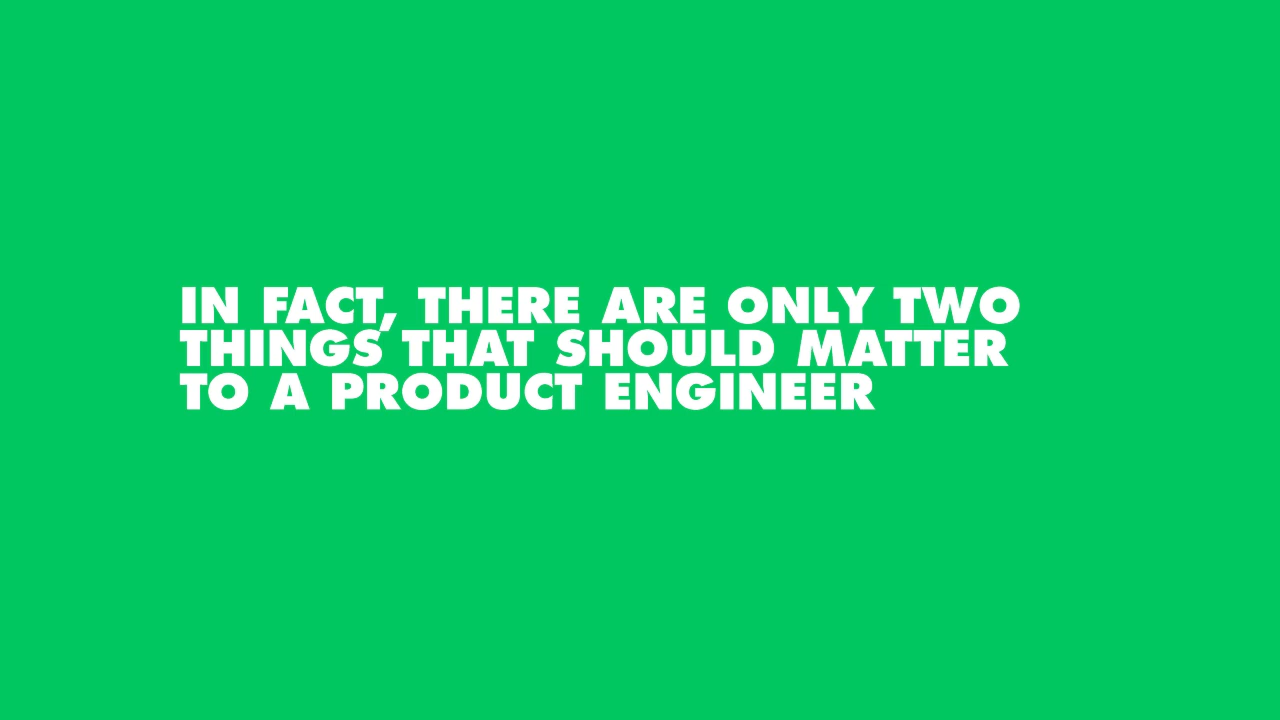 IN FACT, THERE ARE ONLY TWO
THINGS THAT SHOULD MATTER
TO A PRODUCT ENGINEER